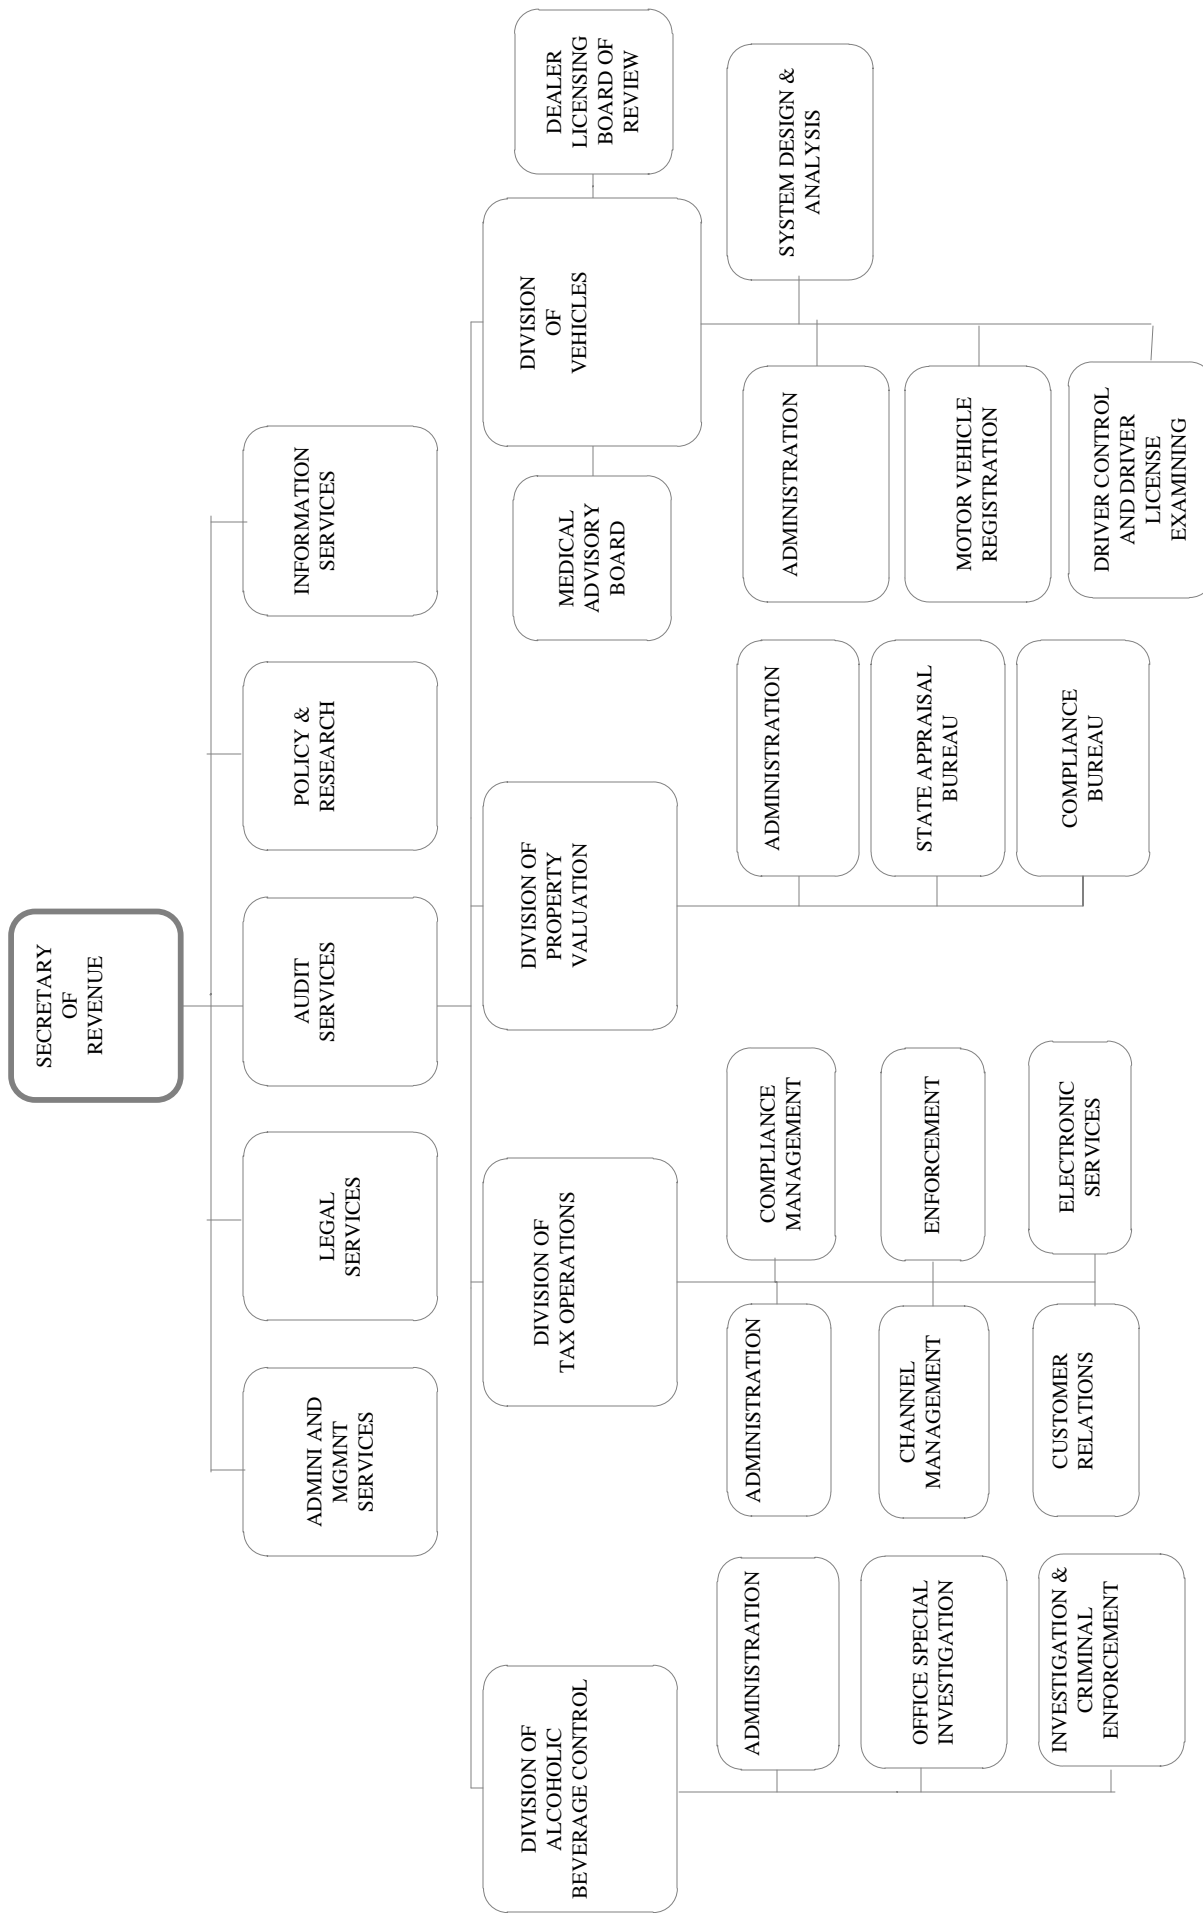 SECRETARY
OF
REVENUE
ADMINI AND
MGMNT
SERVICES
LEGAL
SERVICES
AUDIT
SERVICES
POLICY &
RESEARCH
INFORMATION
SERVICES
DIVISION OF
ALCOHOLIC
BEVERAGE CONTROL
DIVISION OF
TAX OPERATIONS
DIVISION OF
PROPERTY
VALUATION
MEDICAL
ADVISORY
BOARD
DIVISION
OF
VEHICLES
DEALER
LICENSING
BOARD OF
REVIEW
ADMINISTRATION
OFFICE SPECIAL
INVESTIGATION
INVESTIGATION &
CRIMINAL
ENFORCEMENT
ADMINISTRATION
COMPLIANCE
MANAGEMENT
CHANNEL
MANAGEMENT
ENFORCEMENT
CUSTOMER
RELATIONS
ELECTRONIC
SERVICES
ADMINISTRATION
STATE APPRAISAL
BUREAU
COMPLIANCE
BUREAU
ADMINISTRATION
SYSTEM DESIGN &
ANALYSIS
MOTOR VEHICLE
REGISTRATION
DRIVER CONTROL
AND DRIVER
LICENSE
EXAMINING